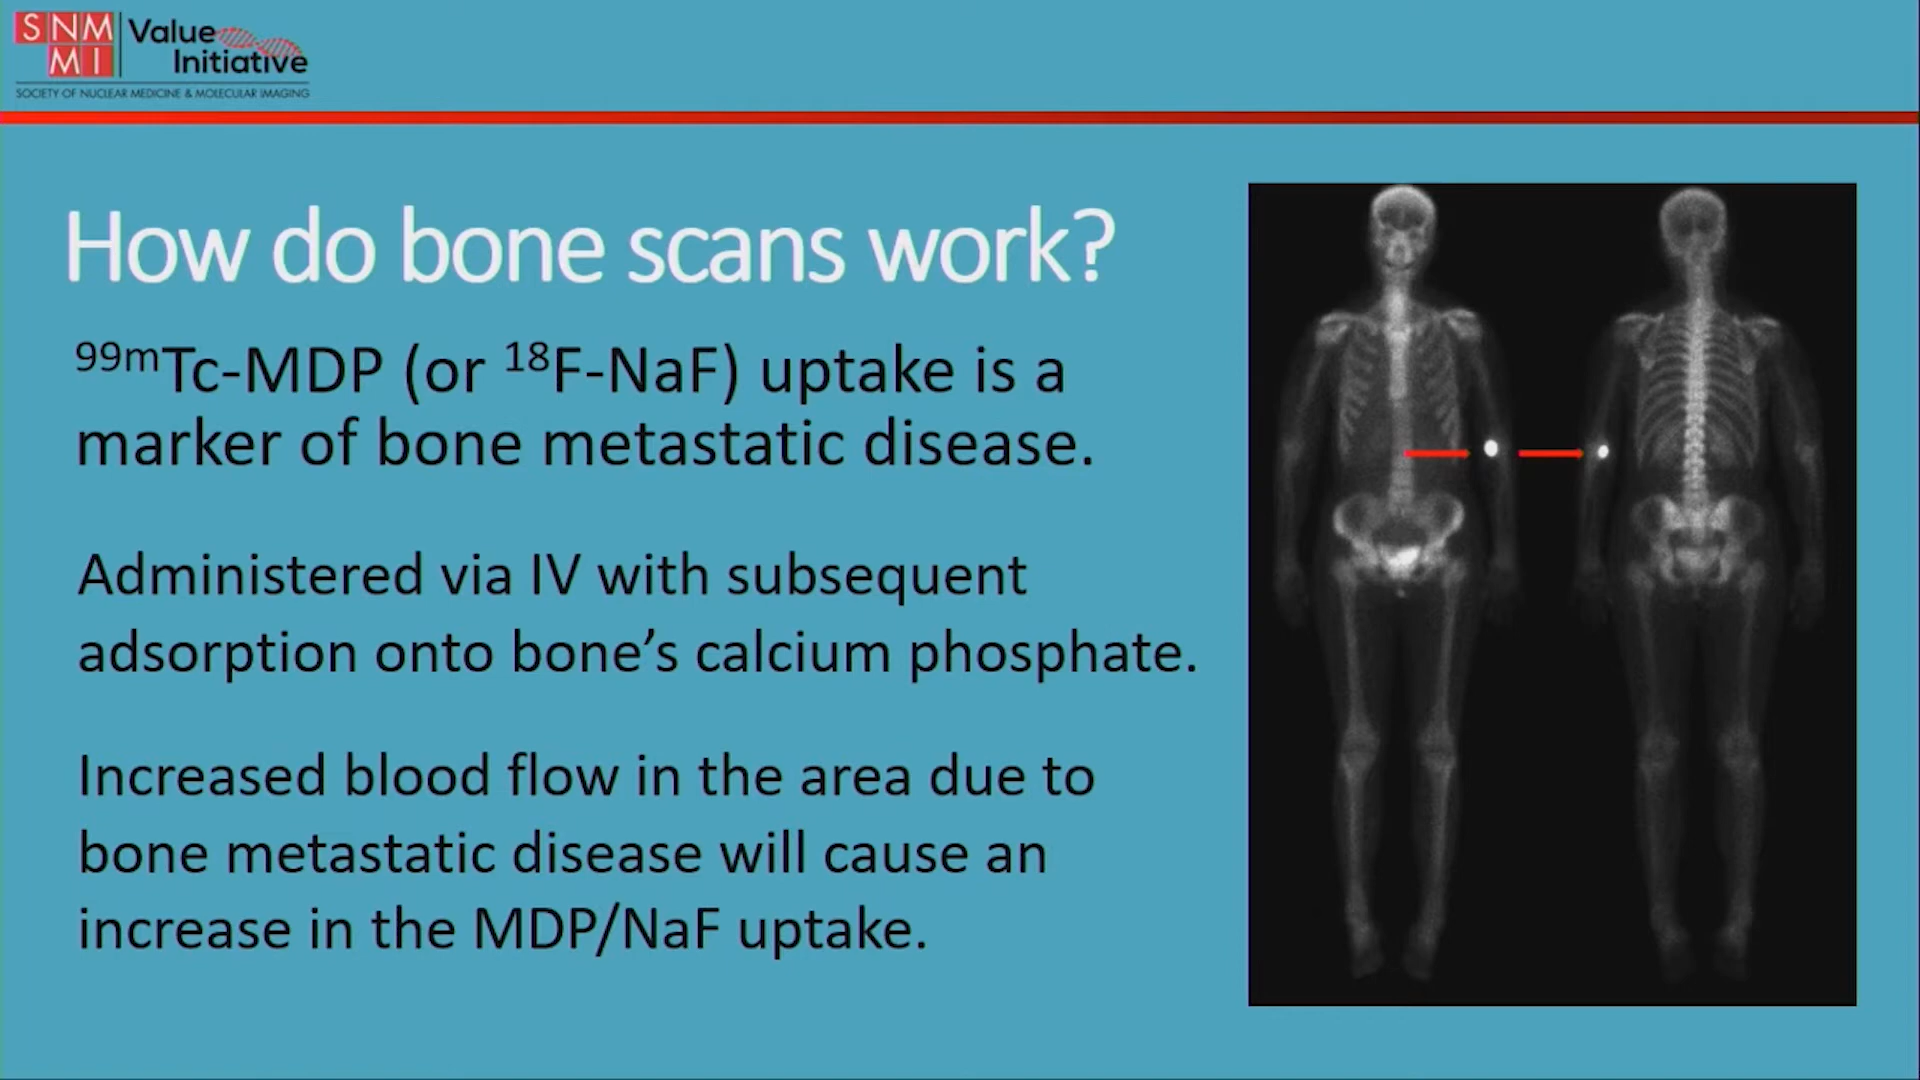 SNM
MI
Value
Initiative
SOCIETY OF NUCLEAR MEDICINE & MOLECULAR IMAGING
How do bone scans work?
⁹⁹ᵐTc-MDP (or ¹⁸F-NaF) uptake is a
marker of bone metastatic disease.
Administered via IV with subsequent
adsorption onto bone’s calcium phosphate.
Increased blood flow in the area due to
bone metastatic disease will cause an
increase in the MDP/NaF uptake.